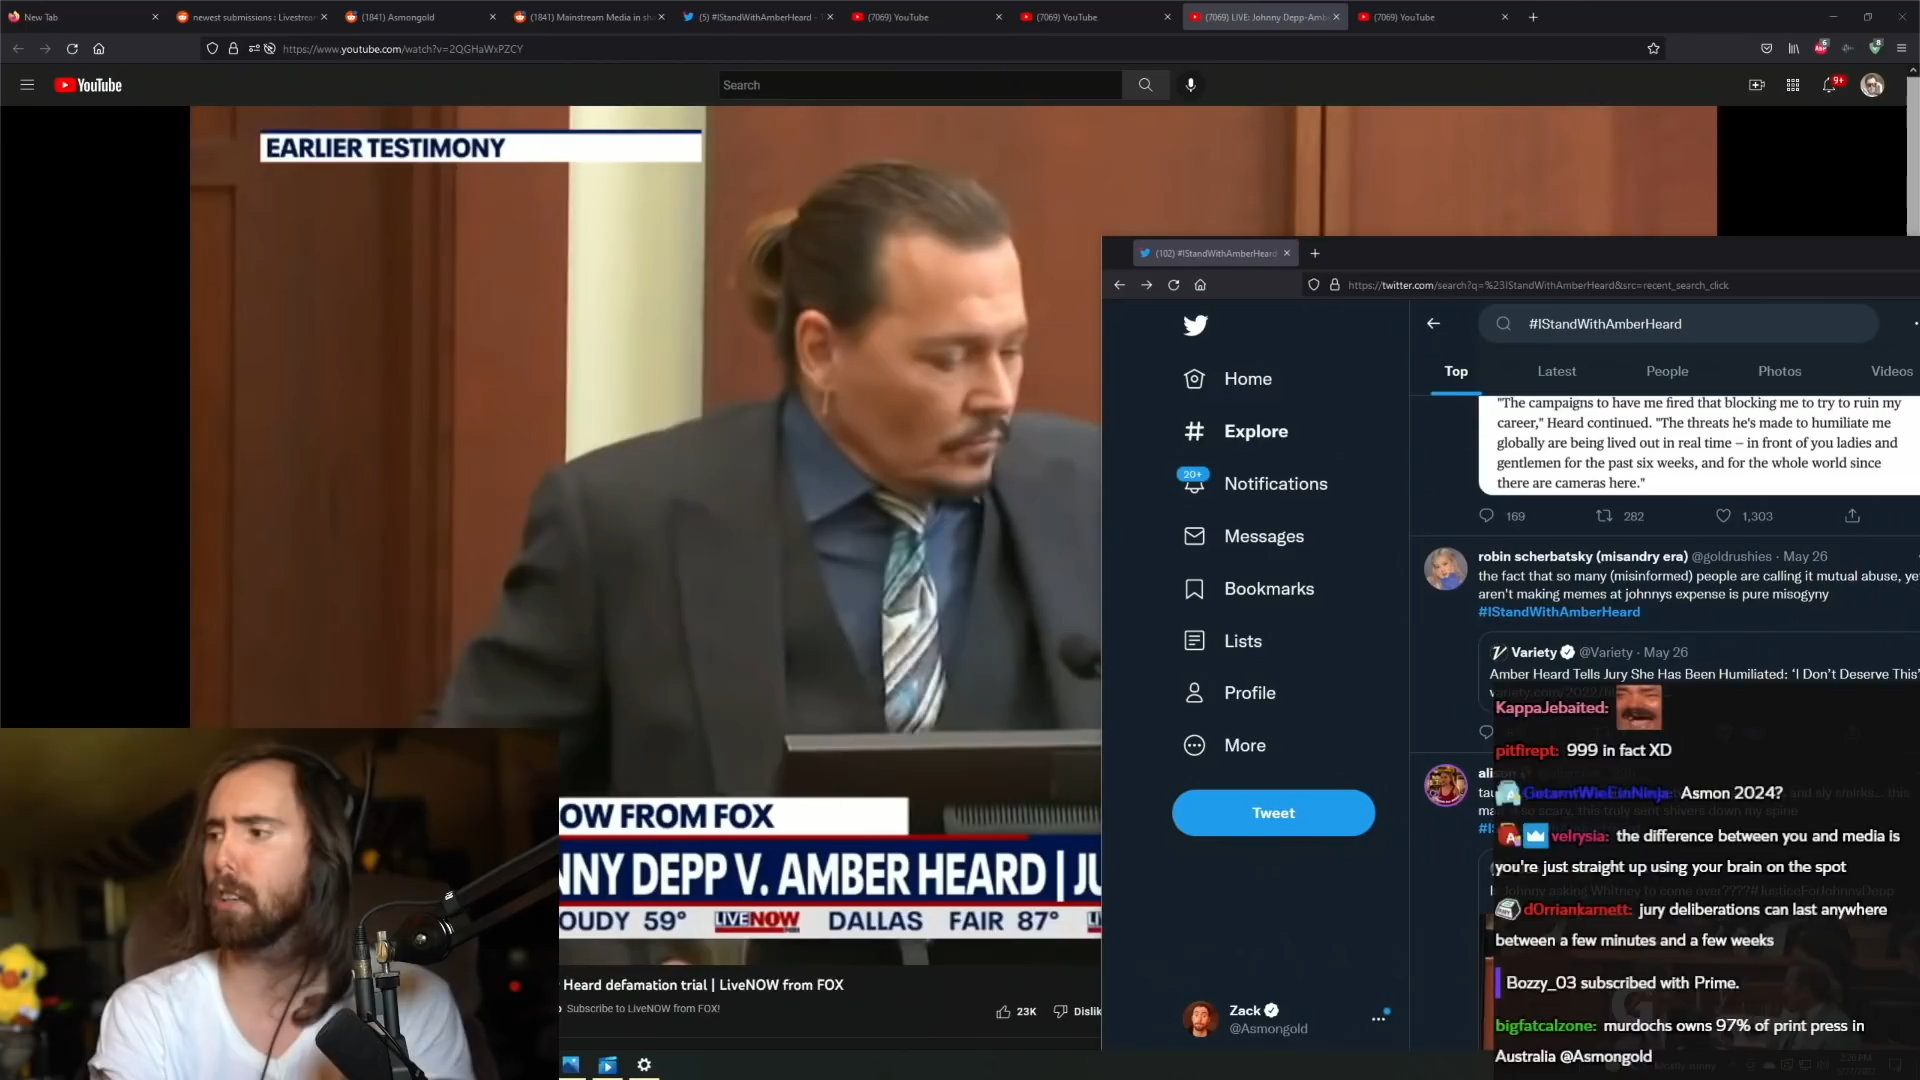 New Tab
newest submissions : Livestream
(1841) Asmongold
(1841) Mainstream Media in sh
(5) #IStandWithAmberHeard - T
(7069) YouTube
(7069) YouTube
(7069) LIVE: Johnny Depp-Amb
(7069) YouTube
https://www.youtube.com/watch?v=2QGHaWxPZCY
YouTube
Search
9+
EARLIER TESTIMONY
(102) #IStandWithAmberHeard
https://twitter.com/search?q=%23IStandWithAmberHeard&src=recent_search_click
#IStandWithAmberHeard
Top
Latest
People
Photos
Videos
Home
Explore
20+
Notifications
Messages
Bookmarks
Lists
Profile
More
Tweet
Zack
@Asmongold
"The campaigns to have me fired that blocking me to try to ruin my
career," Heard continued. "The threats he's made to humiliate me
globally are being lived out in real time – in front of you ladies and
gentlemen for the past six weeks, and for the whole world since
there are cameras here."
169
282
1,303
robin scherbatsky (misandry era) @goldrushies · May 26
the fact that so many (misinformed) people are calling it mutual abuse, ye
aren't making memes at johnnys expense is pure misogyny
#IStandWithAmberHeard
Variety @Variety · May 26
Amber Heard Tells Jury She Has Been Humiliated: 'I Don't Deserve This'
KappaJebaited:
pitfirept: 999 in fact XD
GetarntWieEinNinja: Asmon 2024?
velrysia: the difference between you and media is
you're just straight up using your brain on the spot
d0rriankarnett: jury deliberations can last anywhere
between a few minutes and a few weeks
Bozzy_03 subscribed with Prime.
bigfatcalzone: murdochs owns 97% of print press in
Australia @Asmongold
OW FROM FOX
NNY DEPP V. AMBER HEARD | JU
OUDY 59° LIVENOW DALLAS FAIR 87°
Heard defamation trial | LiveNOW from FOX
Subscribe to LiveNOW from FOX!
23K
Dislik